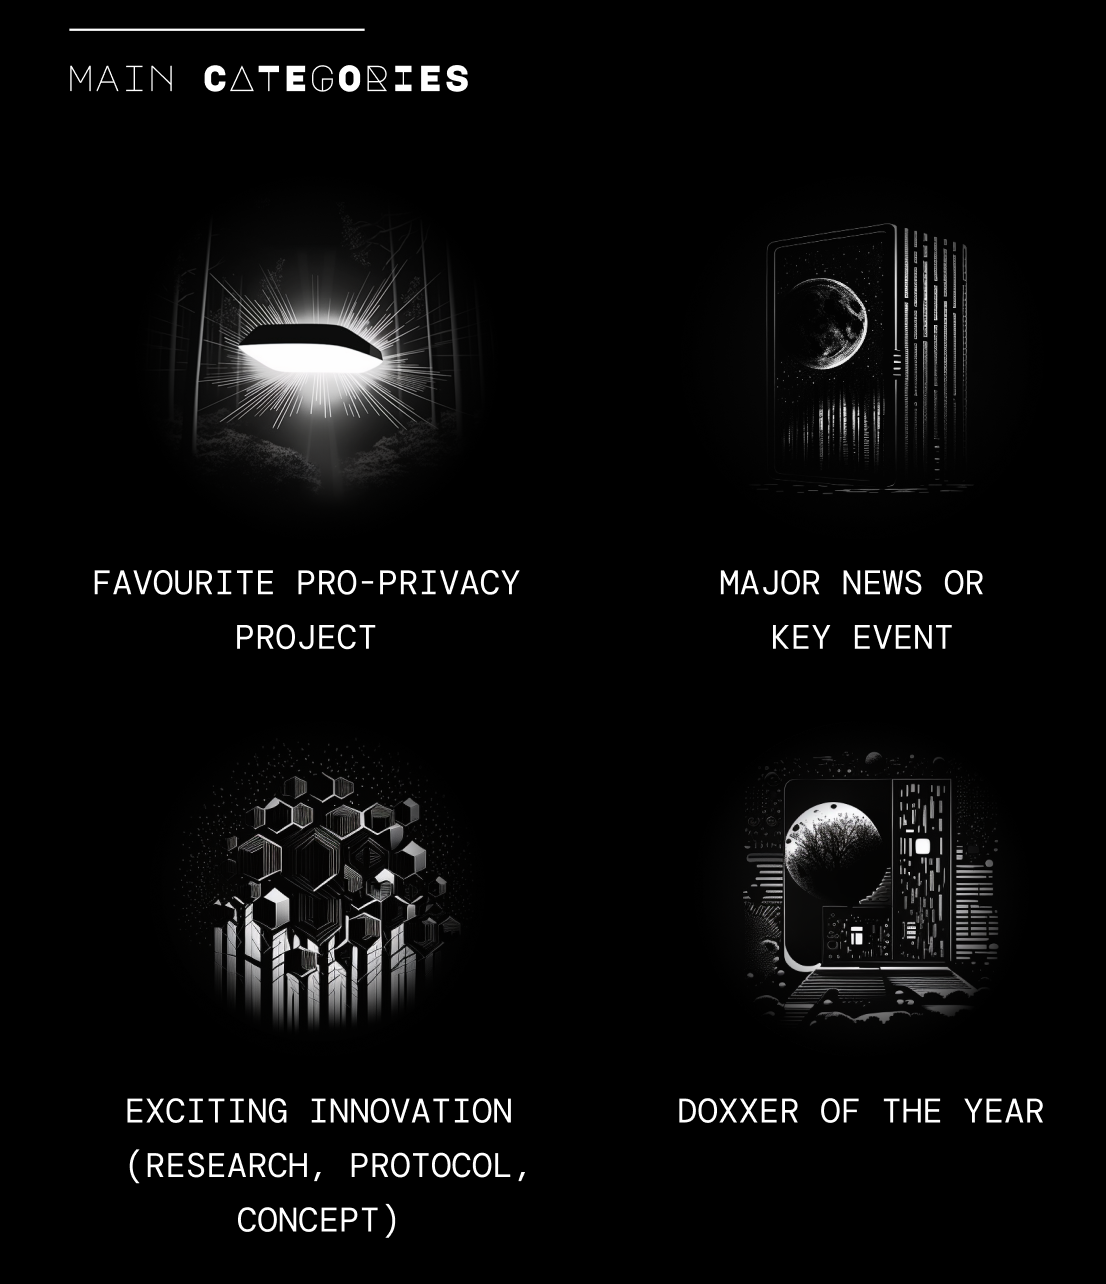 MAIN CATEGORIES
FAVOURITE PRO-PRIVACY
PROJECT
MAJOR NEWS OR
KEY EVENT
EXCITING INNOVATION
(RESEARCH, PROTOCOL,
CONCEPT)
DOXXER OF THE YEAR